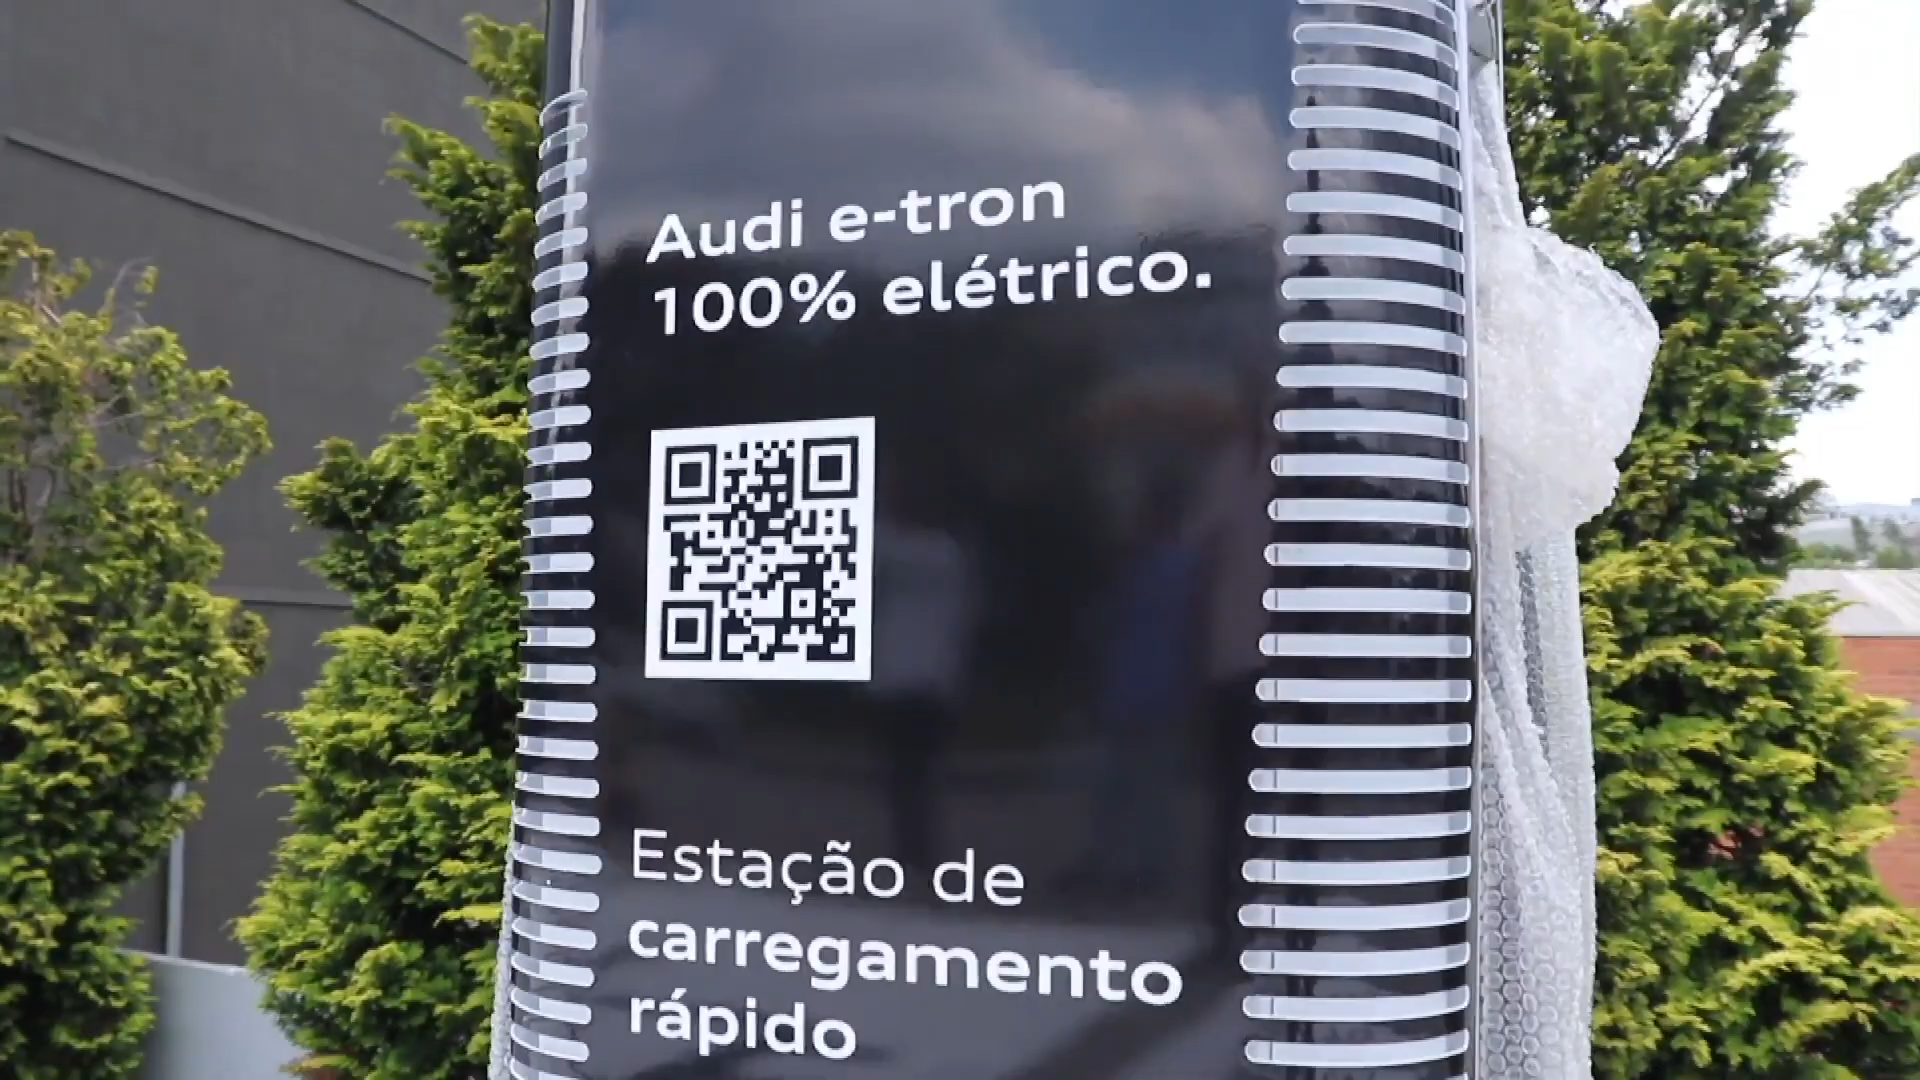 Audi e-tron
100% elétrico.
Estação de
carregamento
rápido